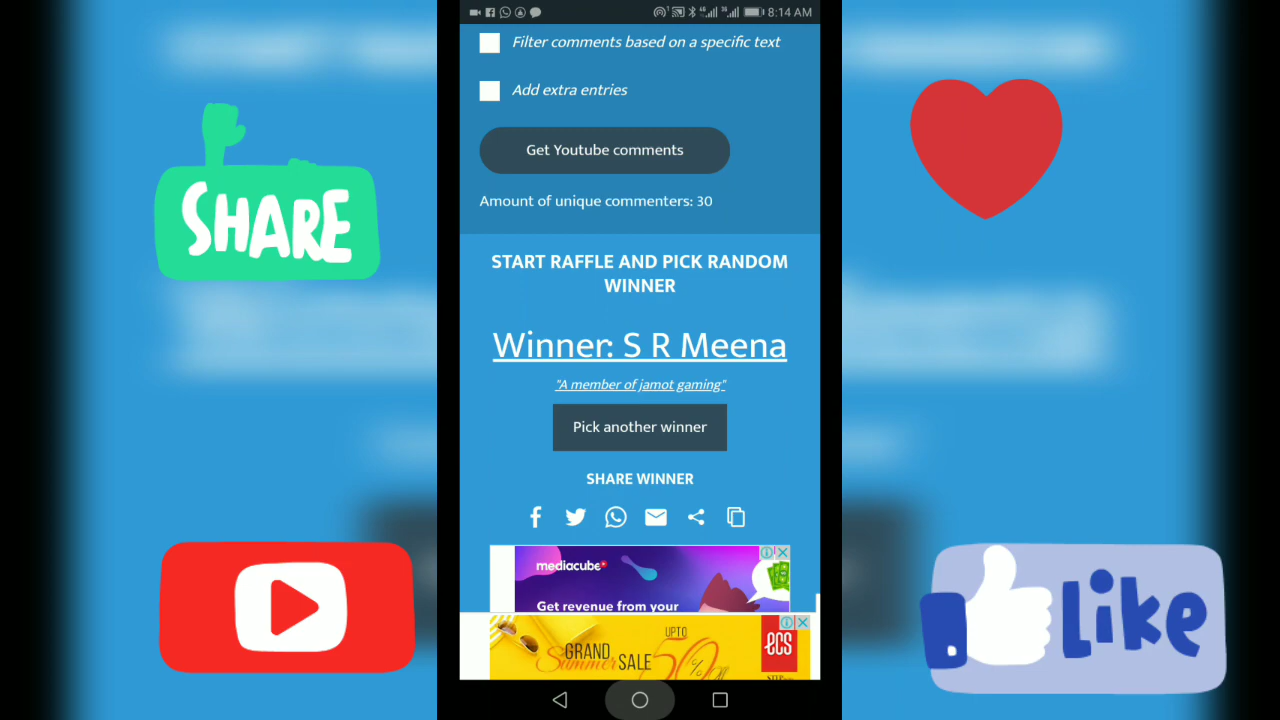 8:14 AM
Filter comments based on a specific text
Add extra entries
Get Youtube comments
Amount of unique commenters: 30
START RAFFLE AND PICK RANDOM
WINNER
Winner: S R Meena
"A member of jamot gaming"
Pick another winner
SHARE WINNER
mediacube
Get revenue from your
UPTO
GRAND
Summer SALE 50%
ecs
SHARE
Like